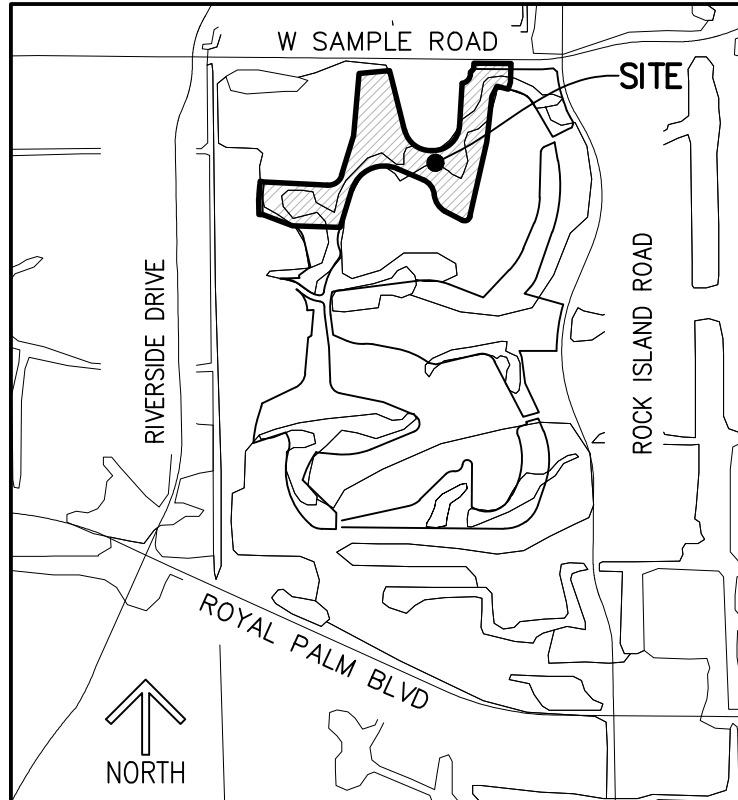 W SAMPLE ROAD
SITE
RIVERSIDE DRIVE
ROCK ISLAND ROAD
ROYAL PALM BLVD
NORTH